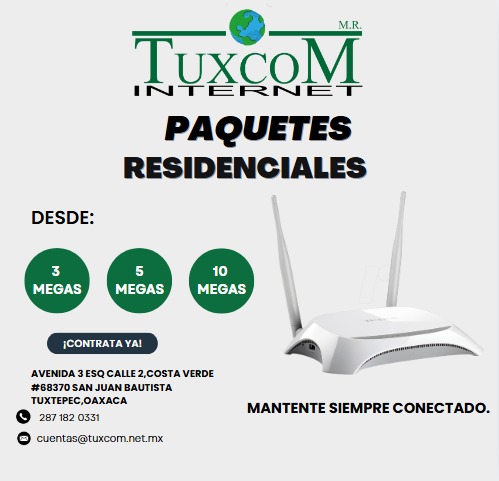 M.R.
TUXCOM
INTERNET
PAQUETES
RESIDENCIALES
DESDE:
3
MEGAS
5
MEGAS
10
MEGAS
¡CONTRATA YA!
AVENIDA 3 ESQ CALLE 2,COSTA VERDE
#68370 SAN JUAN BAUTISTA
TUXTEPEC,OAXACA
287 182 0331
cuentas@tuxcom.net.mx
MANTENTE SIEMPRE CONECTADO.